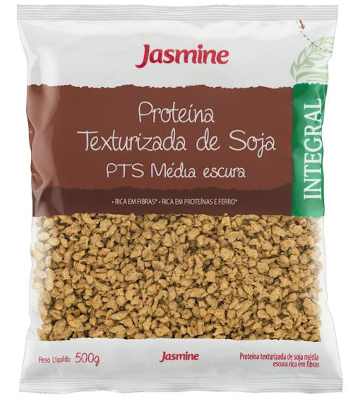 Jasmine
Proteína
Texturizada de Soja
PTS Média escura
• RICA EM FIBRAS* • RICA EM PROTEÍNAS E FERRO* •
INTEGRAL
Peso Líquido 500g
Jasmine
Proteína texturizada de soja média
escura rica em fibras